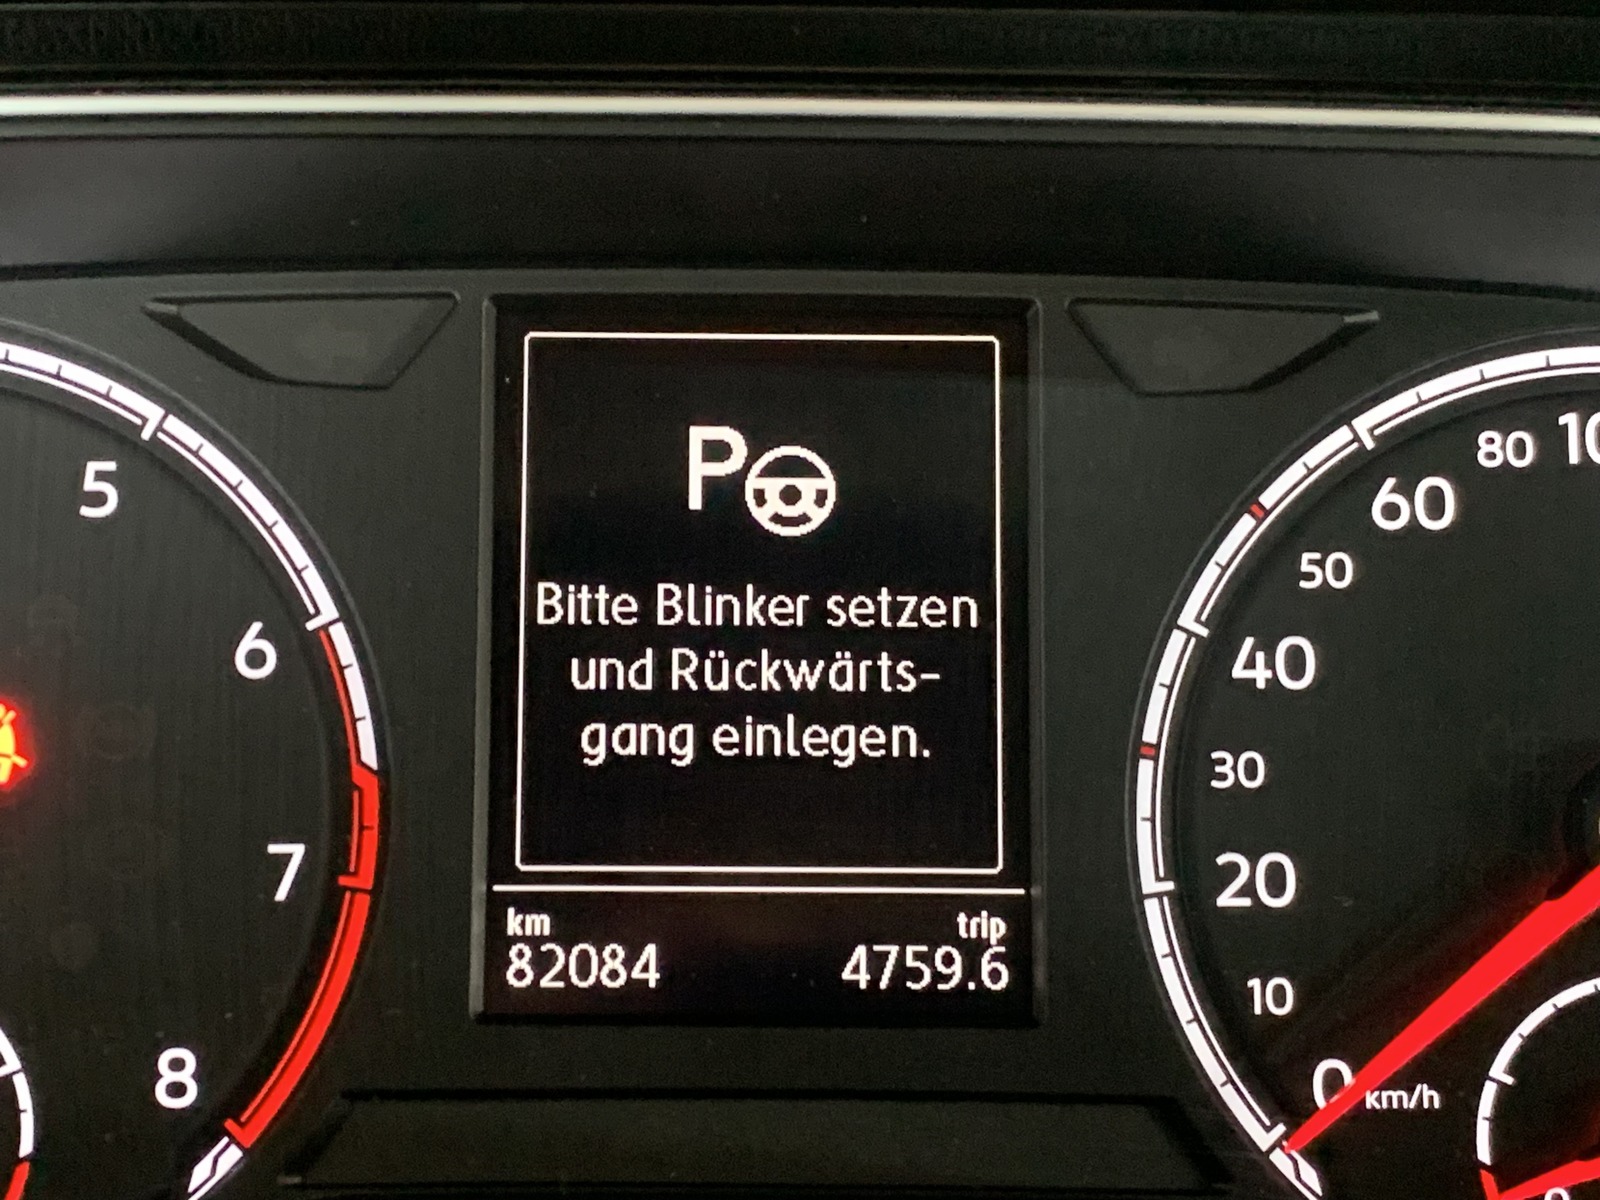 P
Bitte Blinker setzen
und Rückwärts-
gang einlegen.
km trip
82084 4759.6
5
6
7
8
0 km/h
10
20
30
40
50
60
80